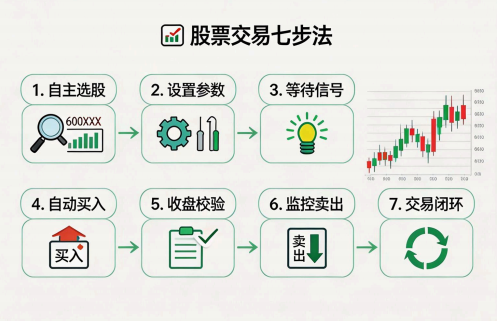 股票交易七步法
1. 自主选股
2. 设置参数
3. 等待信号
600XXX
4. 自动买入
5. 收盘校验
6. 监控卖出
7. 交易闭环
买入
卖出